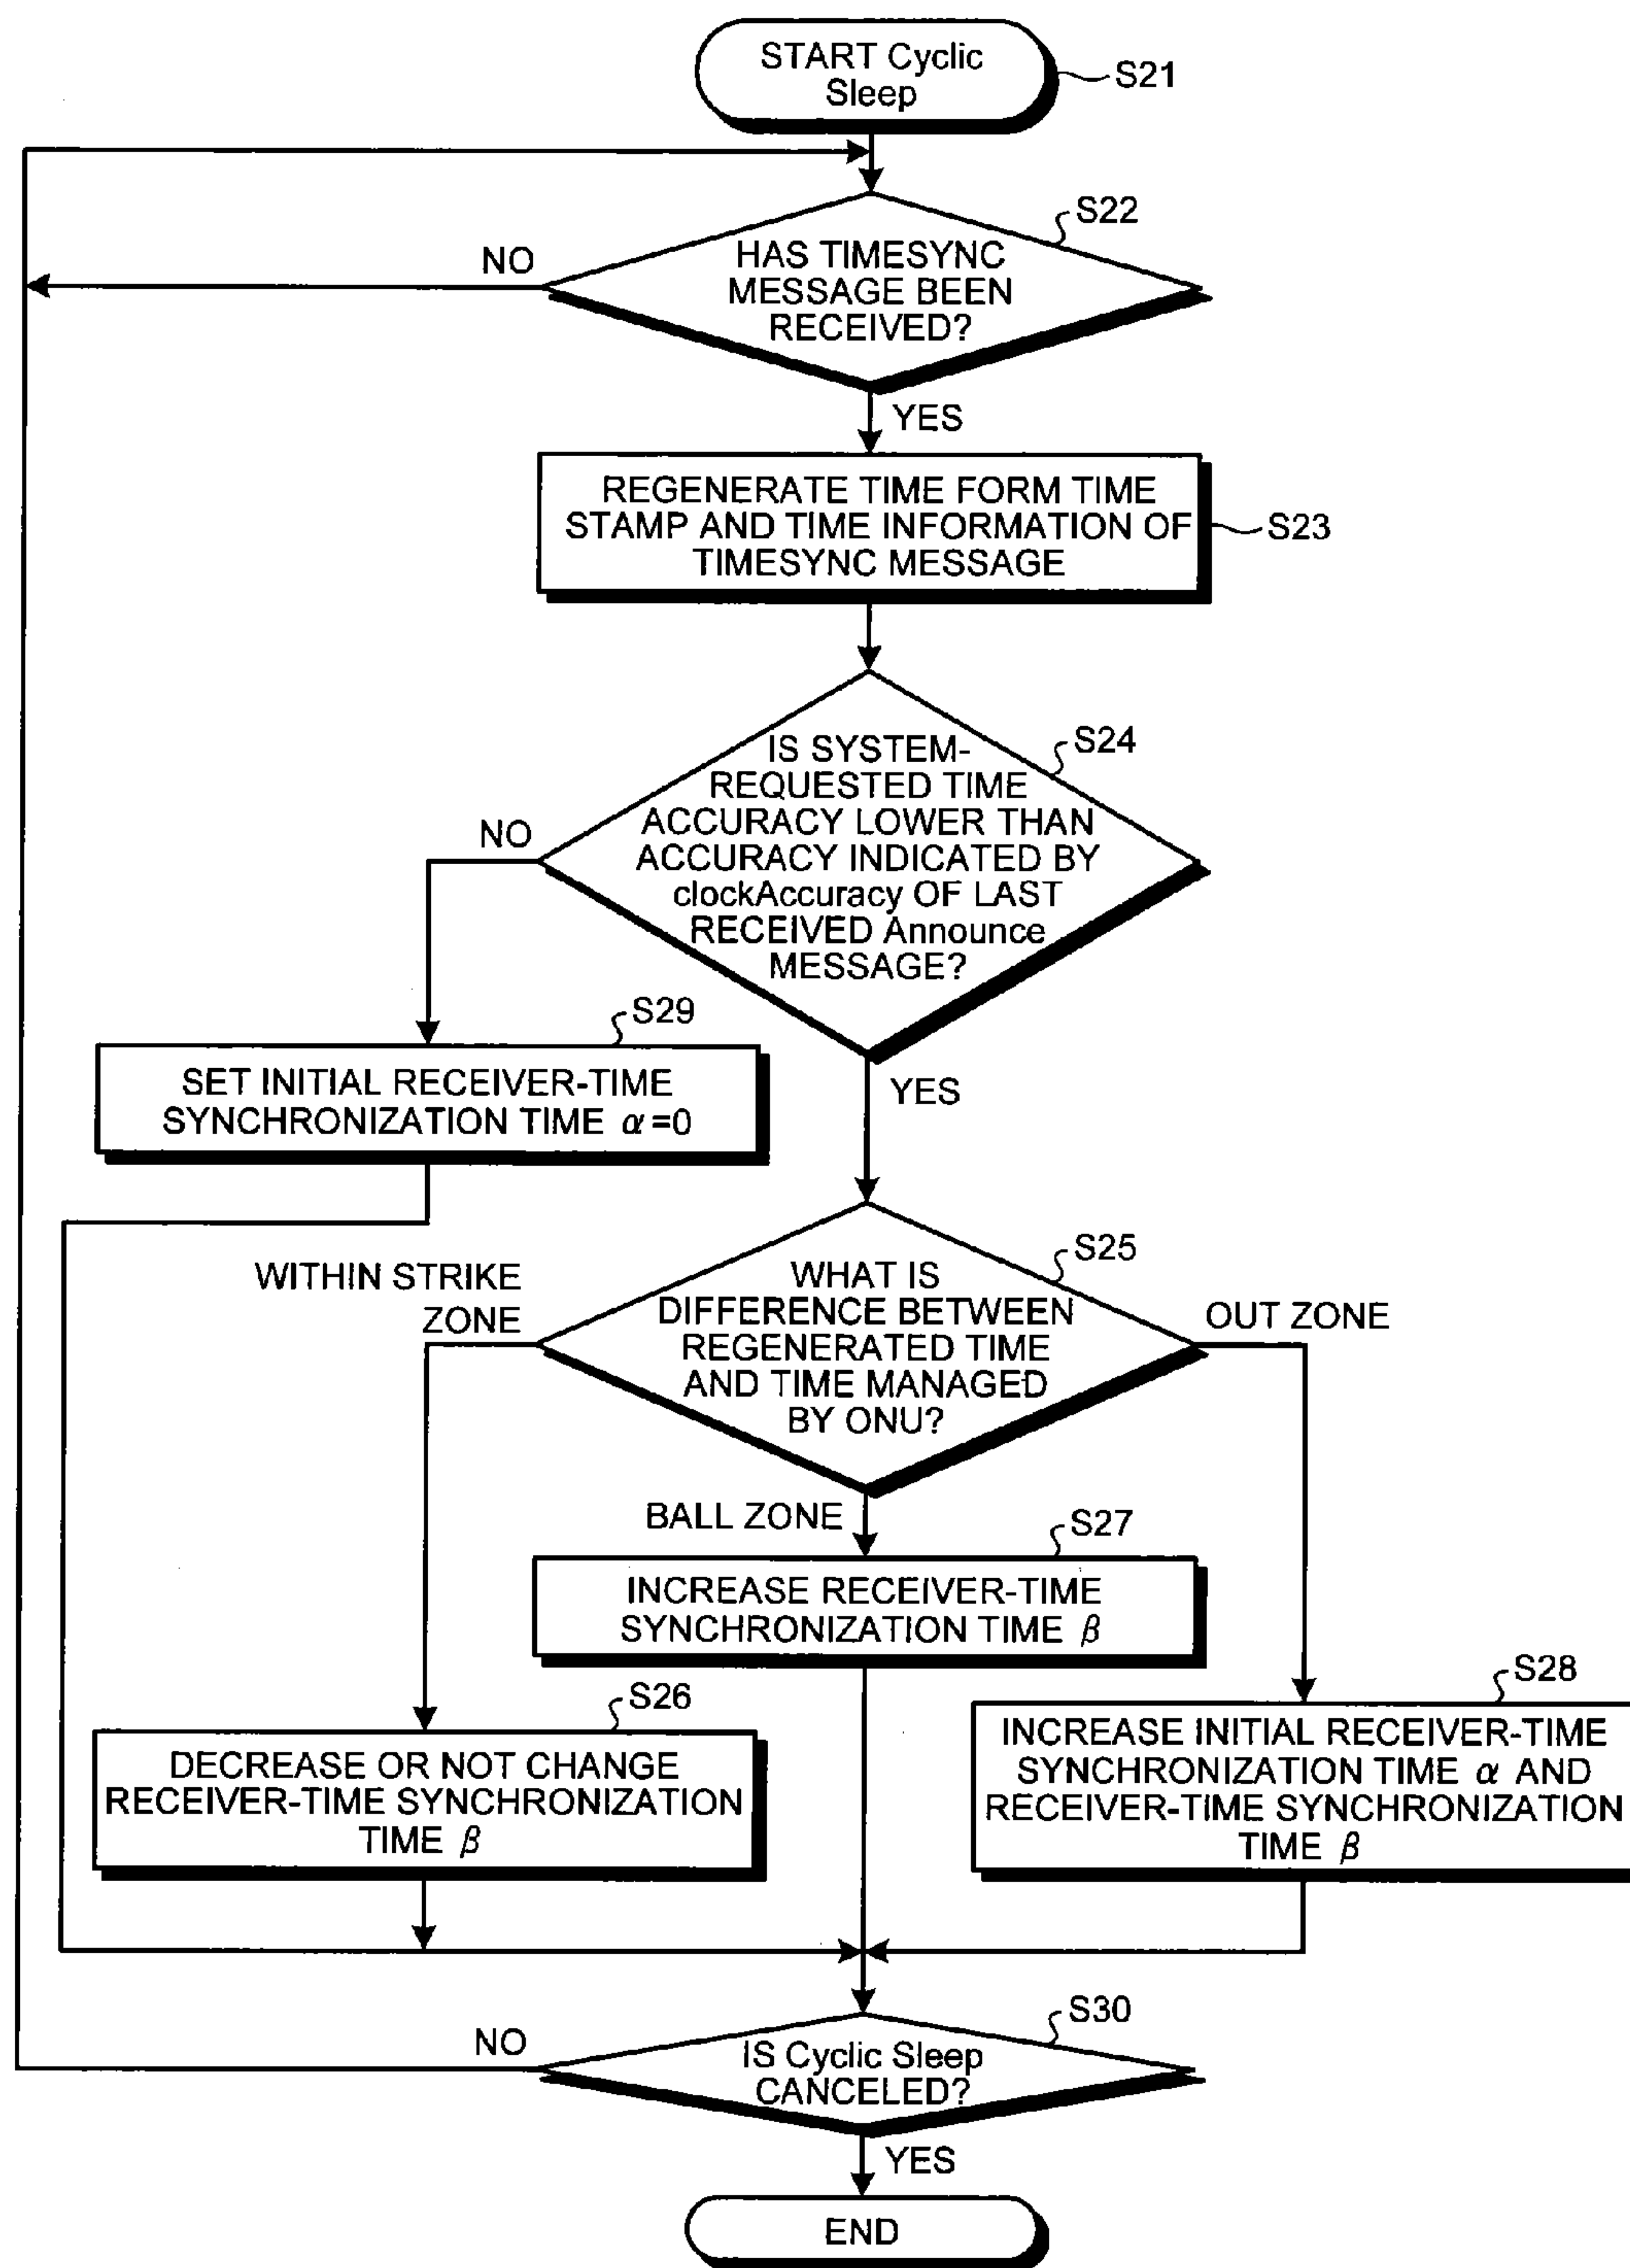 START Cyclic
Sleep
S21
S22
HAS TIMESYNC
MESSAGE BEEN
RECEIVED?
NO
YES
REGENERATE TIME FORM TIME
STAMP AND TIME INFORMATION OF
TIMESYNC MESSAGE
S23
S24
IS SYSTEM-
REQUESTED TIME
ACCURACY LOWER THAN
ACCURACY INDICATED BY
clockAccuracy OF LAST
RECEIVED Announce
MESSAGE?
NO
YES
S29
SET INITIAL RECEIVER-TIME
SYNCHRONIZATION TIME α=0
S25
WHAT IS
DIFFERENCE BETWEEN
REGENERATED TIME
AND TIME MANAGED
BY ONU?
WITHIN STRIKE
ZONE
OUT ZONE
BALL ZONE
S27
INCREASE RECEIVER-TIME
SYNCHRONIZATION TIME β
S26
DECREASE OR NOT CHANGE
RECEIVER-TIME SYNCHRONIZATION
TIME β
S28
INCREASE INITIAL RECEIVER-TIME
SYNCHRONIZATION TIME α AND
RECEIVER-TIME SYNCHRONIZATION
TIME β
S30
IS Cyclic Sleep
CANCELED?
NO
YES
END